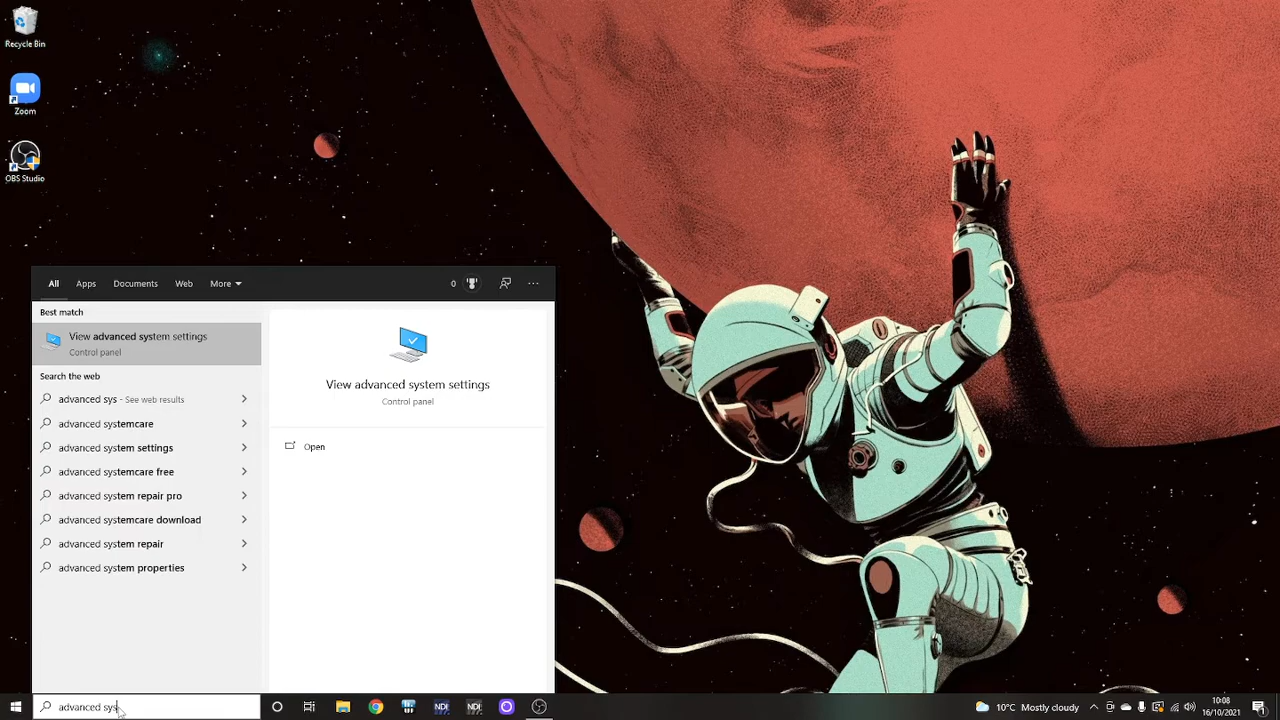 Recycle Bin
Zoom
OBS Studio
All Apps Documents Web More 0
Best match
View advanced system settings
Control panel
Search the web
advanced sys - See web results
advanced systemcare
advanced system settings
advanced systemcare free
advanced system repair pro
advanced systemcare download
advanced system repair
advanced system properties
View advanced system settings
Control panel
Open
advanced sys
NDI NDI
10°C Mostly cloudy
10:08
16/10/2021
1